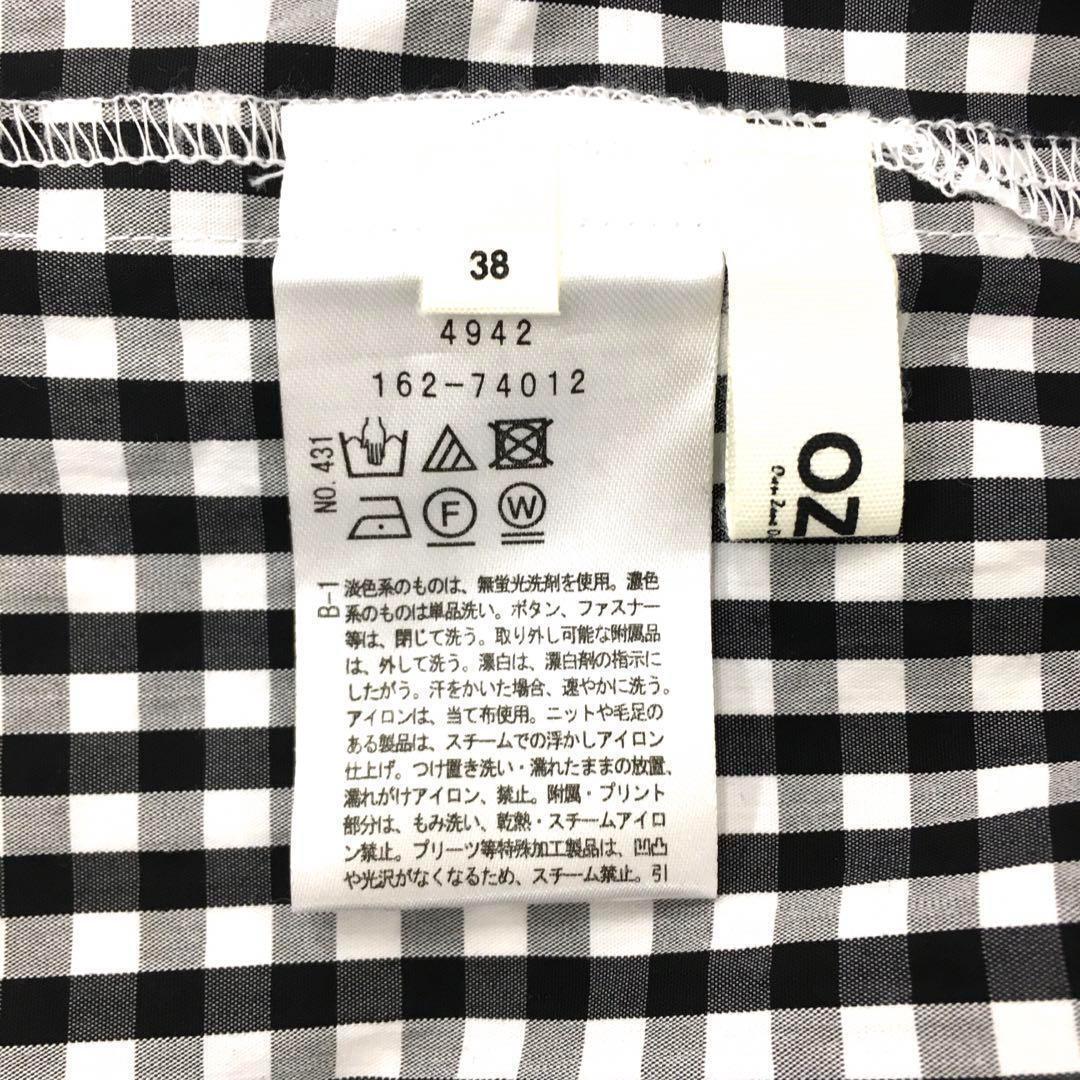 38
4942
162-74012
NO. 431
F
W
B-1
淡色系のものは、無蛍光洗剤を使用。濃色
系のものは単品洗い。ボタン、ファスナー
等は、閉じて洗う。取り外し可能な附属品
は、外して洗う。漂白は、漂白剤の指示に
したがう。汗をかいた場合、速やかに洗う。
アイロンは、当て布使用。ニットや毛足の
ある製品は、スチームでの浮かしアイロン
仕上げ。つけ置き洗い・濡れたままの放置、
濡れがけアイロン、禁止。附属・プリント
部分は、もみ洗い、乾熱・スチームアイロ
ン禁止。プリーツ等特殊加工製品は、凹凸
や光沢がなくなるため、スチーム禁止。引
OZ